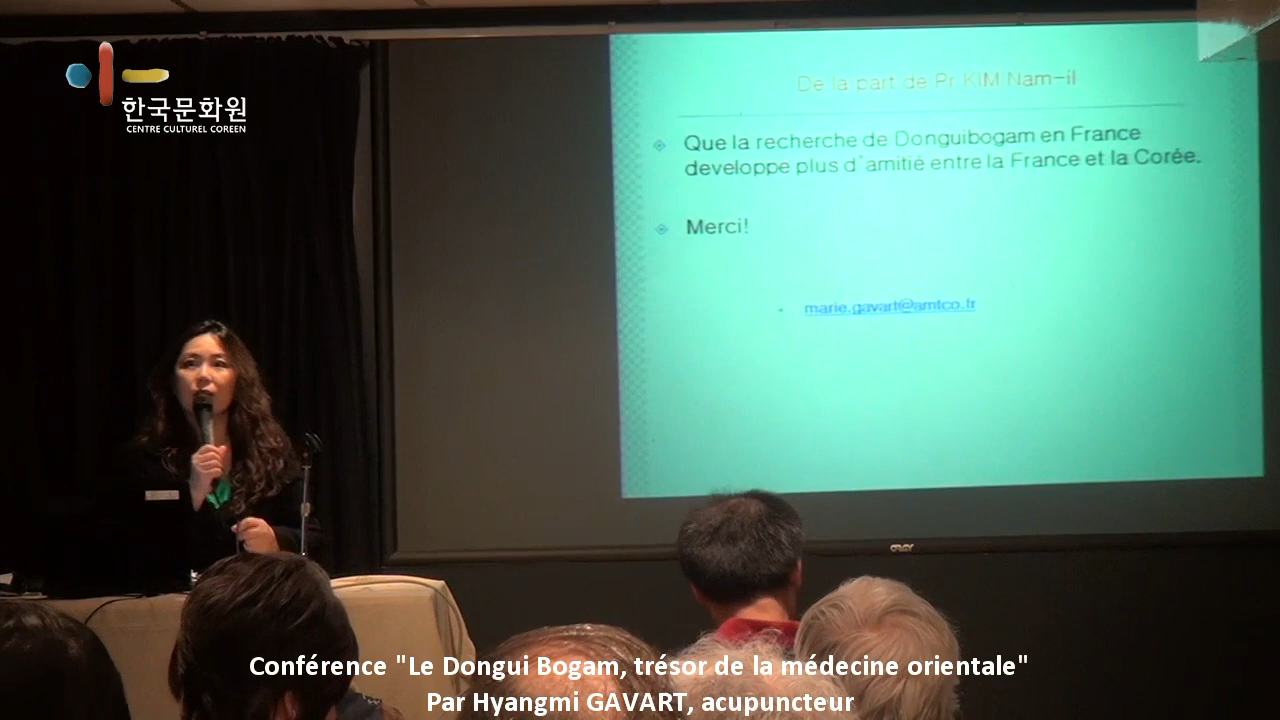 한국문화원
CENTRE CULTUREL COREEN
De la part de Pr KIM Nam-il
Que la recherche de Donguibogam en France
developpe plus d'amitié entre la France et la Corée.
Merci!
marie.gavart@amtco.fr
Conférence "Le Dongui Bogam, trésor de la médecine orientale"
Par Hyangmi GAVART, acupuncteur